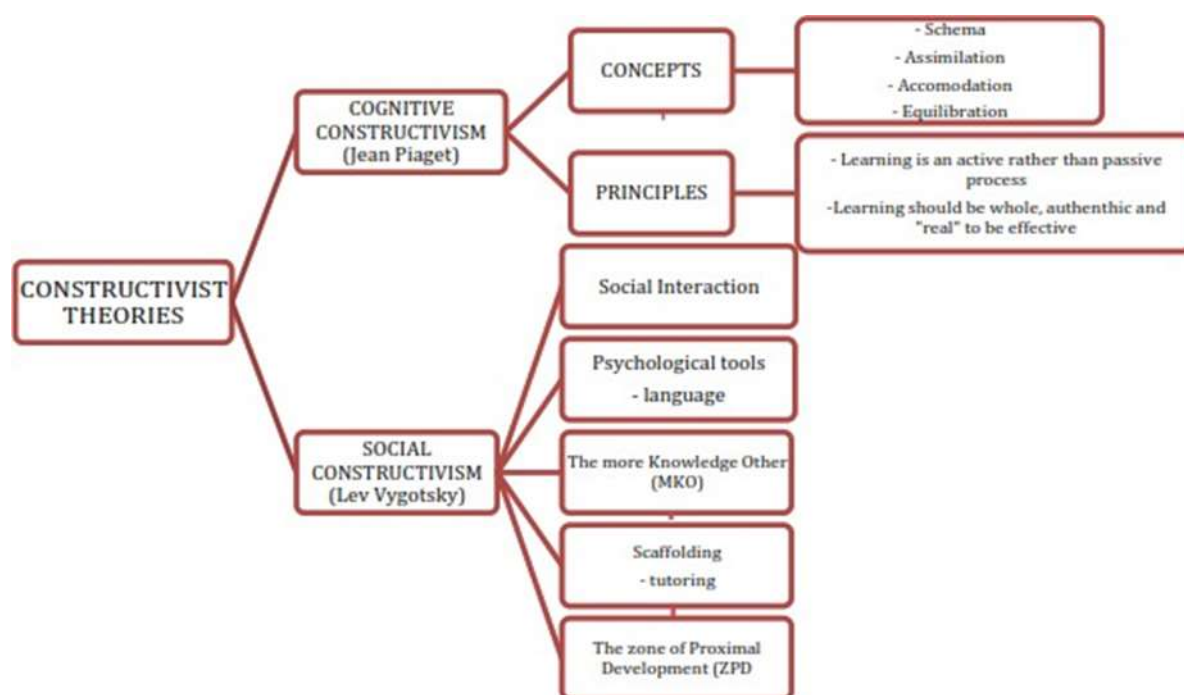 CONSTRUCTIVIST
THEORIES
COGNITIVE
CONSTRUCTIVISM
(Jean Piaget)
CONCEPTS
- Schema
- Assimilation
- Accomodation
- Equilibration
PRINCIPLES
- Learning is an active rather than passive
process
-Learning should be whole, authenthic and
"real" to be effective
SOCIAL
CONSTRUCTIVISM
(Lev Vygotsky)
Social Interaction
Psychological tools
- language
The more Knowledge Other
(MKO)
Scaffolding
- tutoring
The zone of Proximal
Development (ZPD